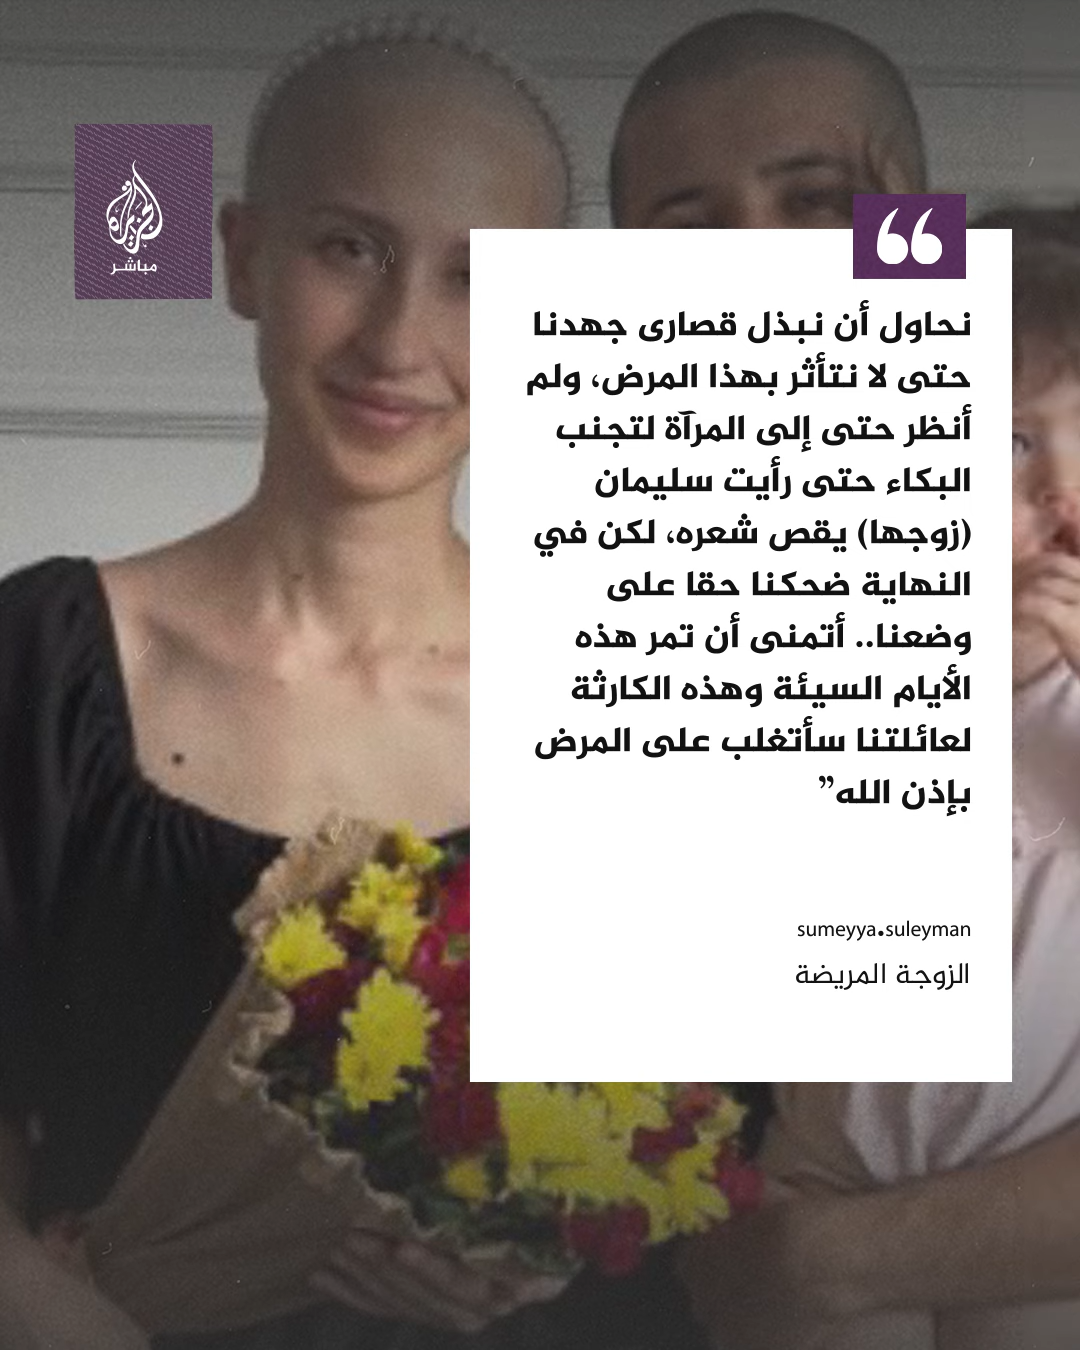 الجزيرة
مباشر
نحاول أن نبذل قصارى جهدنا
حتى لا نتأثر بهذا المرض، ولم
أنظر حتى إلى المرآة لتجنب
البكاء حتى رأيت سليمان
(زوجها) يقص شعره، لكن في
النهاية ضحكنا حقا على
وضعنا.. أتمنى أن تمر هذه
الأيام السيئة وهذه الكارثة
لعائلتنا سأتغلب على المرض
بإذن الله”
sumeyya.suleyman
الزوجة المريضة